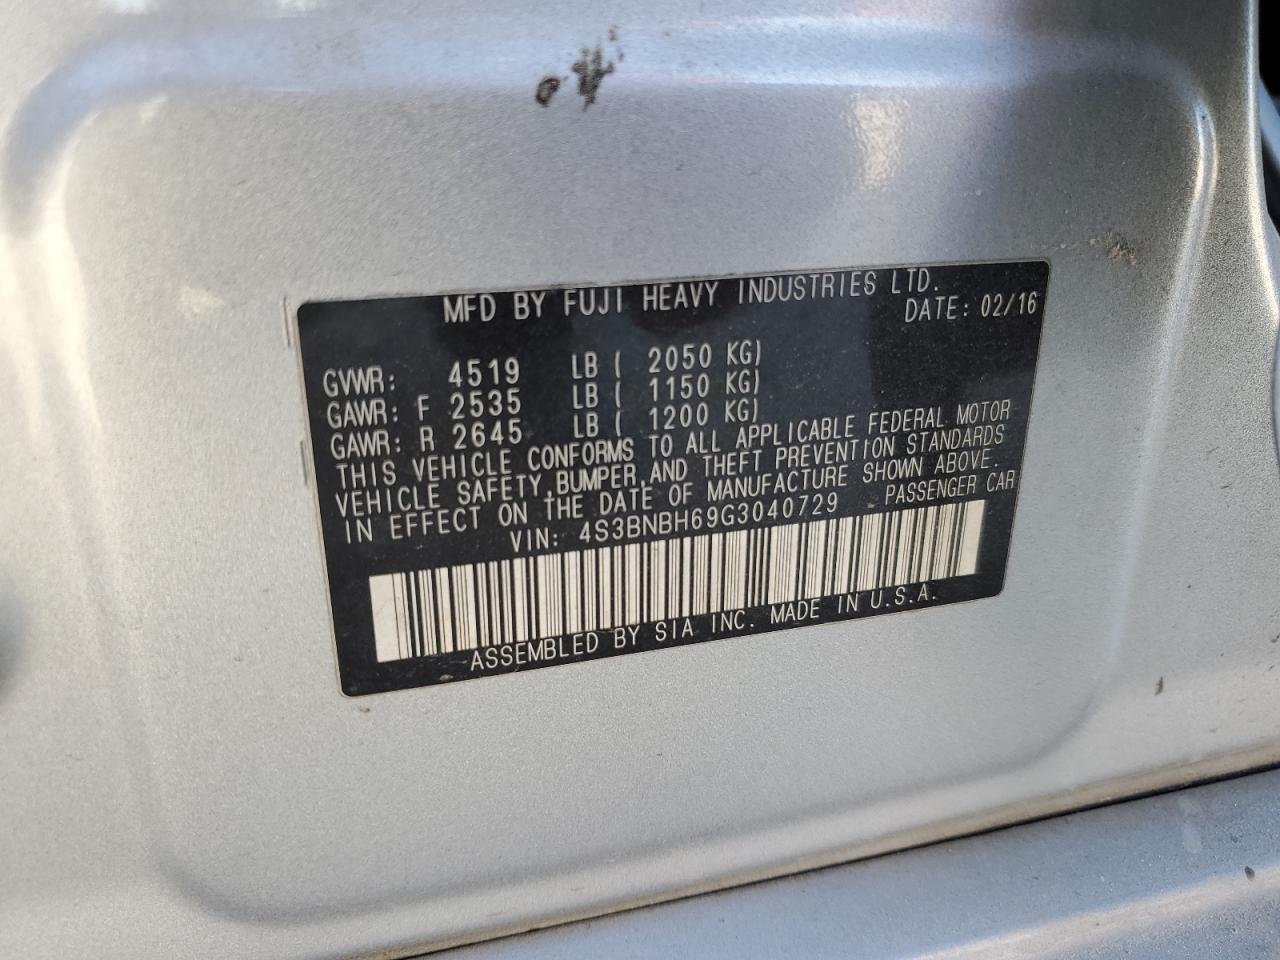 MFD BY FUJI HEAVY INDUSTRIES LTD.
DATE: 02/16
GVWR: 4519 LB ( 2050 KG)
GAWR: F 2535 LB ( 1150 KG)
GAWR: R 2645 LB ( 1200 KG)
THIS VEHICLE CONFORMS TO ALL APPLICABLE FEDERAL MOTOR
VEHICLE SAFETY,BUMPER,AND THEFT PREVENTION STANDARDS
IN EFFECT ON THE DATE OF MANUFACTURE SHOWN ABOVE.
VIN: 4S3BNBH69G3040729 PASSENGER CAR
ASSEMBLED BY SIA INC. MADE IN U.S.A.